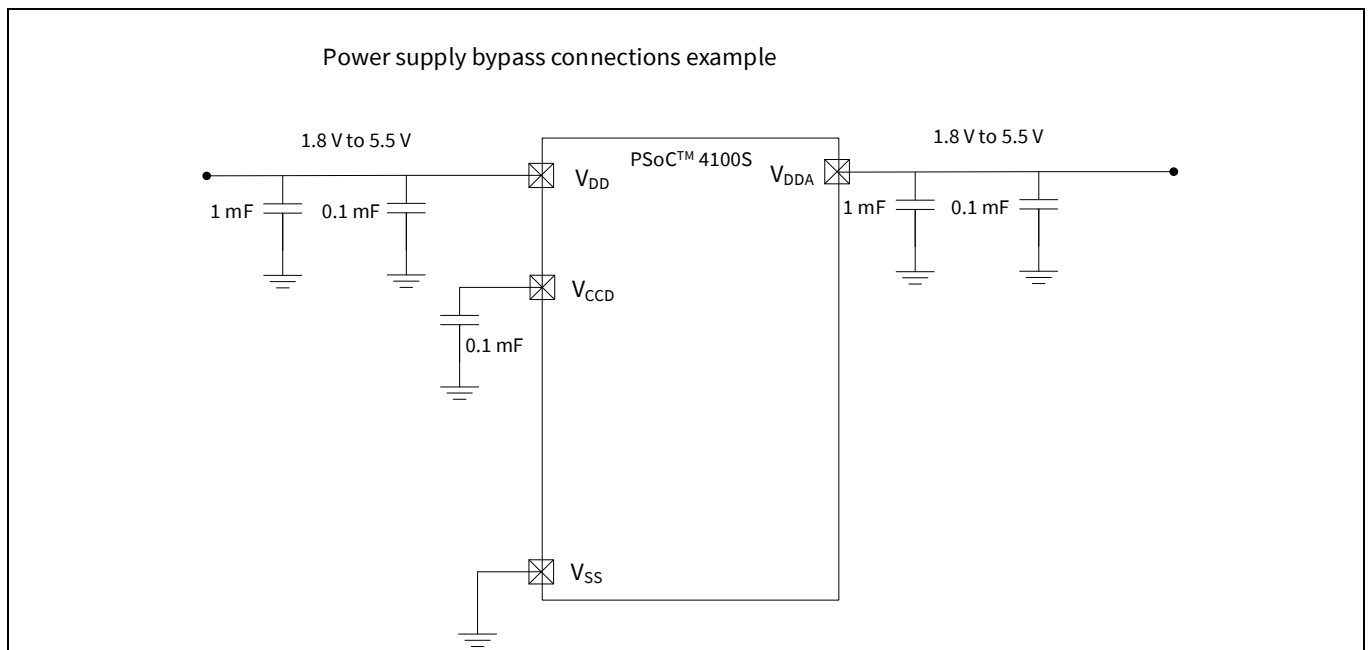 Power supply bypass connections example
1.8 V to 5.5 V
1.8 V to 5.5 V
PSoC™ 4100S
V_DD
V_DDA
1 mF
0.1 mF
1 mF
0.1 mF
V_CCD
0.1 mF
V_SS